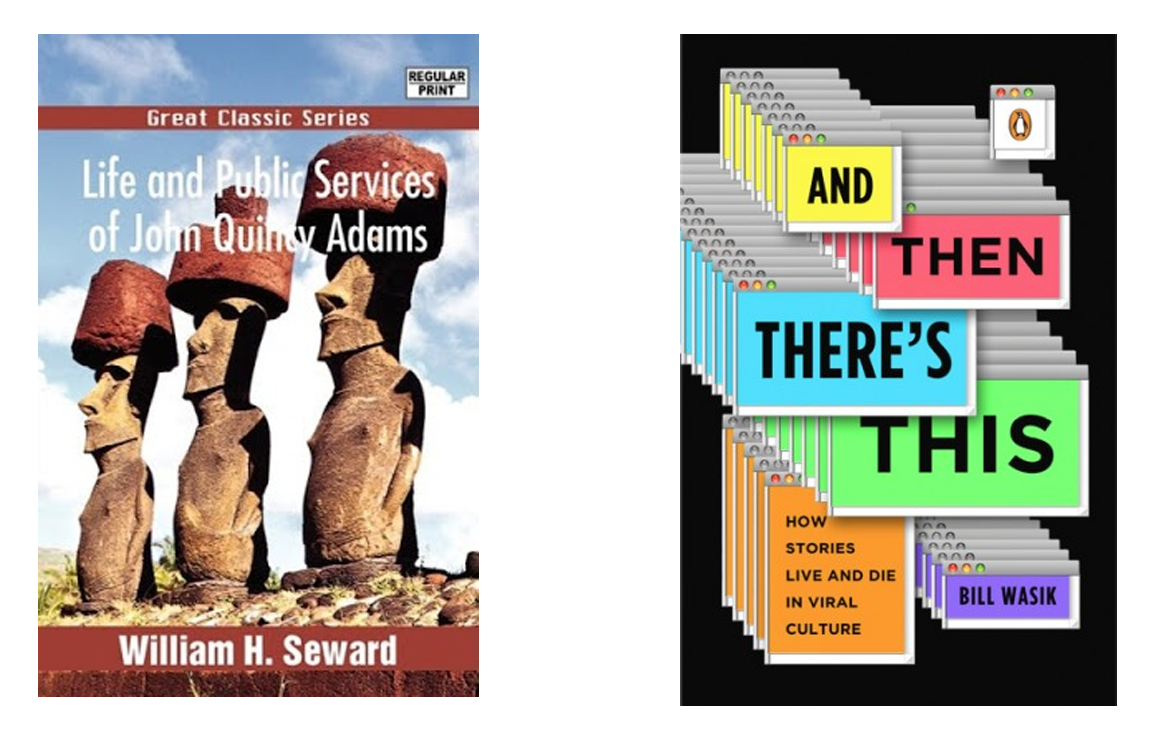 REGULAR
PRINT
Great Classic Series
Life and Public Services
of John Quincy Adams
William H. Seward
AND
THEN
THERE'S
THIS
HOW
STORIES
LIVE AND DIE
IN VIRAL
CULTURE
BILL WASIK